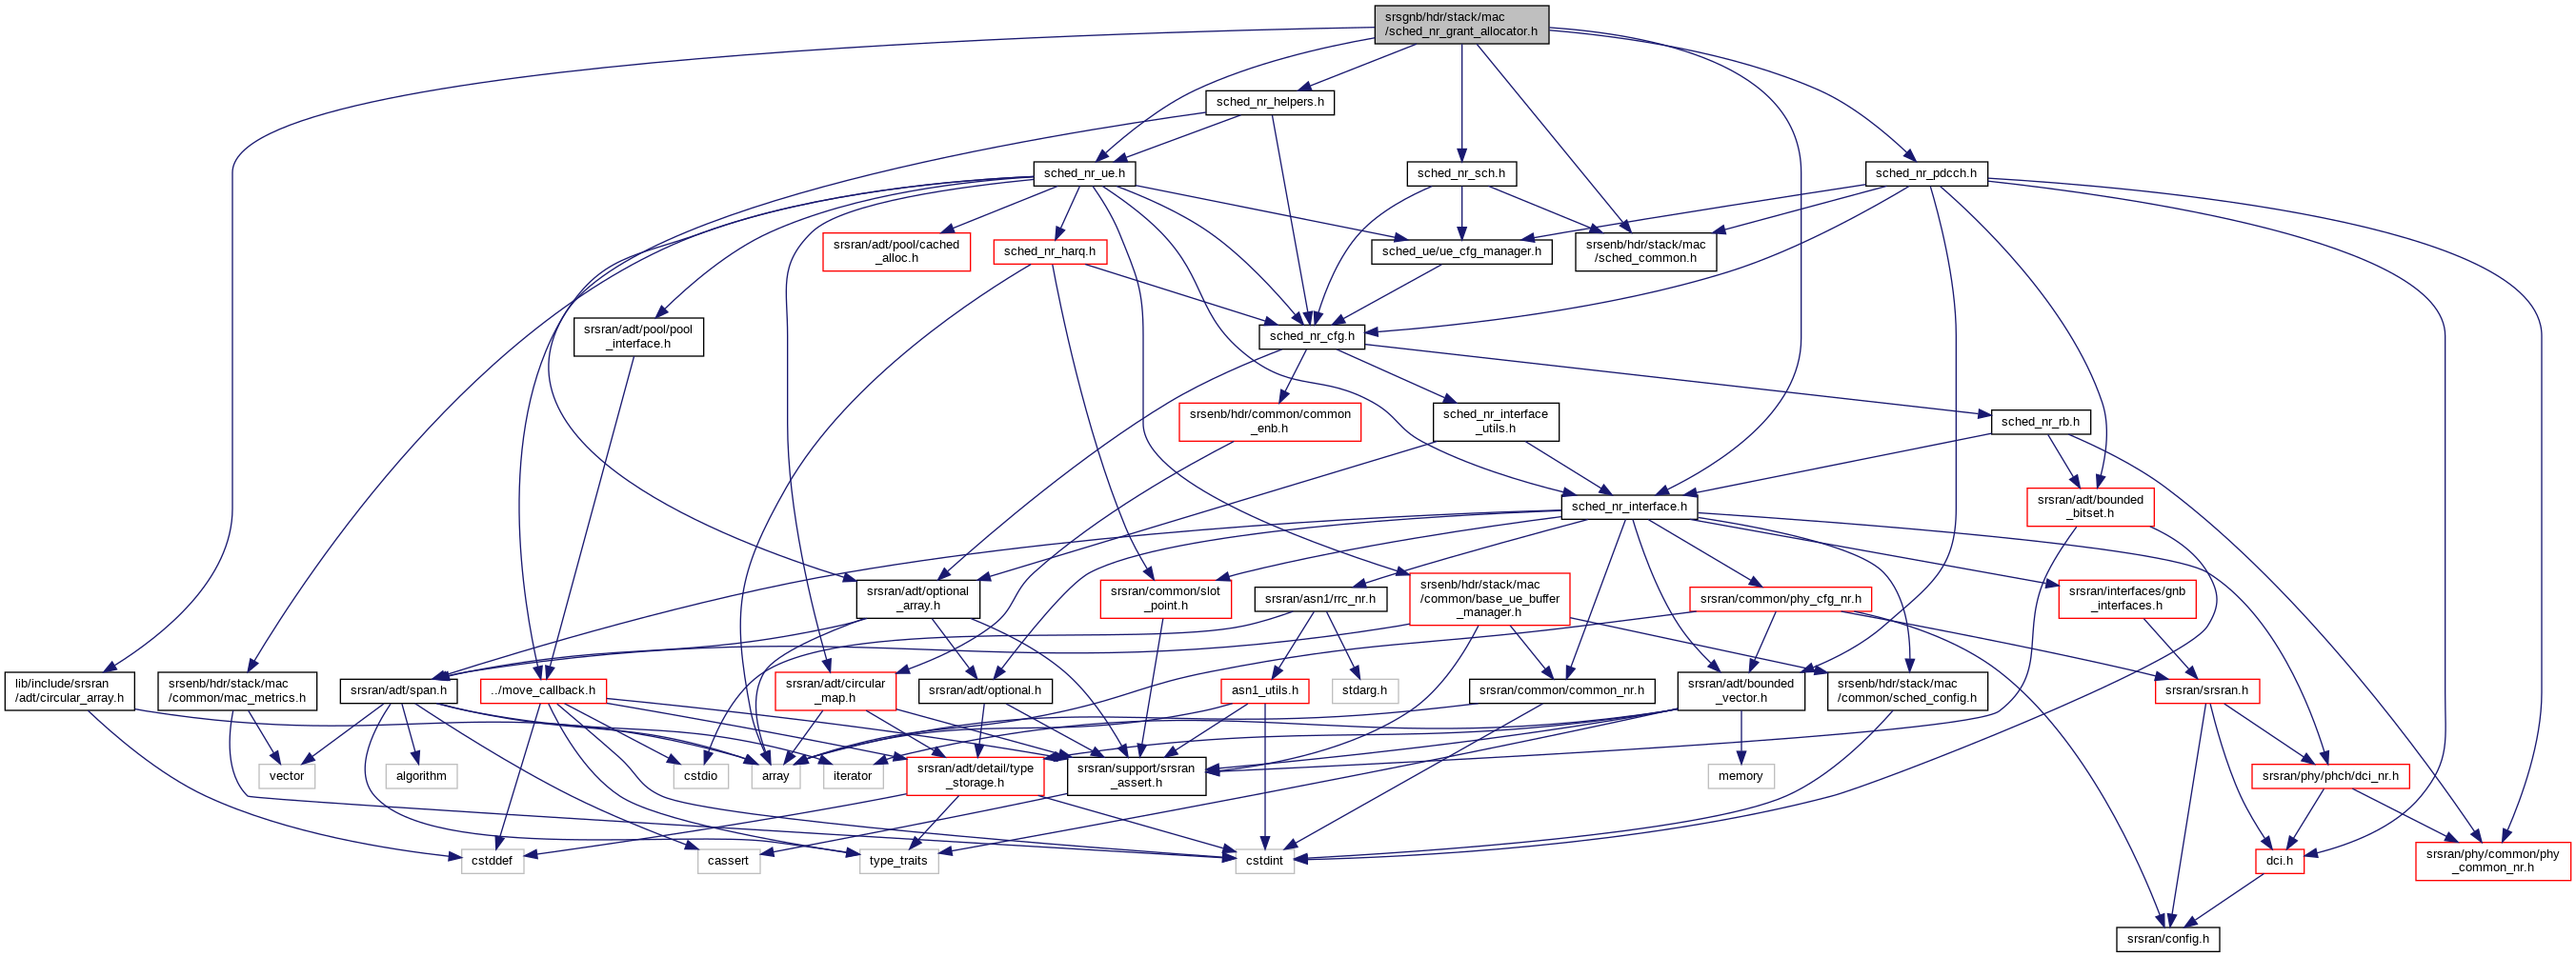 srsgnb/hdr/stack/mac
/sched_nr_grant_allocator.h
sched_nr_helpers.h
sched_nr_ue.h
sched_nr_sch.h
sched_nr_pdcch.h
srsran/adt/pool/cached
_alloc.h
sched_nr_harq.h
sched_ue/ue_cfg_manager.h
srsenb/hdr/stack/mac
/sched_common.h
srsran/adt/pool/pool
_interface.h
sched_nr_cfg.h
srsenb/hdr/common/common
_enb.h
sched_nr_interface
_utils.h
sched_nr_rb.h
sched_nr_interface.h
srsran/adt/bounded
_bitset.h
srsran/adt/optional
_array.h
srsran/common/slot
_point.h
srsran/asn1/rrc_nr.h
srsenb/hdr/stack/mac
/common/base_ue_buffer
_manager.h
srsran/common/phy_cfg_nr.h
srsran/interfaces/gnb
_interfaces.h
lib/include/srsran
/adt/circular_array.h
srsenb/hdr/stack/mac
/common/mac_metrics.h
srsran/adt/span.h
../move_callback.h
srsran/adt/circular
_map.h
srsran/adt/optional.h
asn1_utils.h
stdarg.h
srsran/common/common_nr.h
srsran/adt/bounded
_vector.h
srsenb/hdr/stack/mac
/common/sched_config.h
srsran/srsran.h
vector
algorithm
cstdio
array
iterator
srsran/adt/detail/type
_storage.h
srsran/support/srsran
_assert.h
memory
srsran/phy/phch/dci_nr.h
cstddef
cassert
type_traits
cstdint
dci.h
srsran/phy/common/phy
_common_nr.h
srsran/config.h